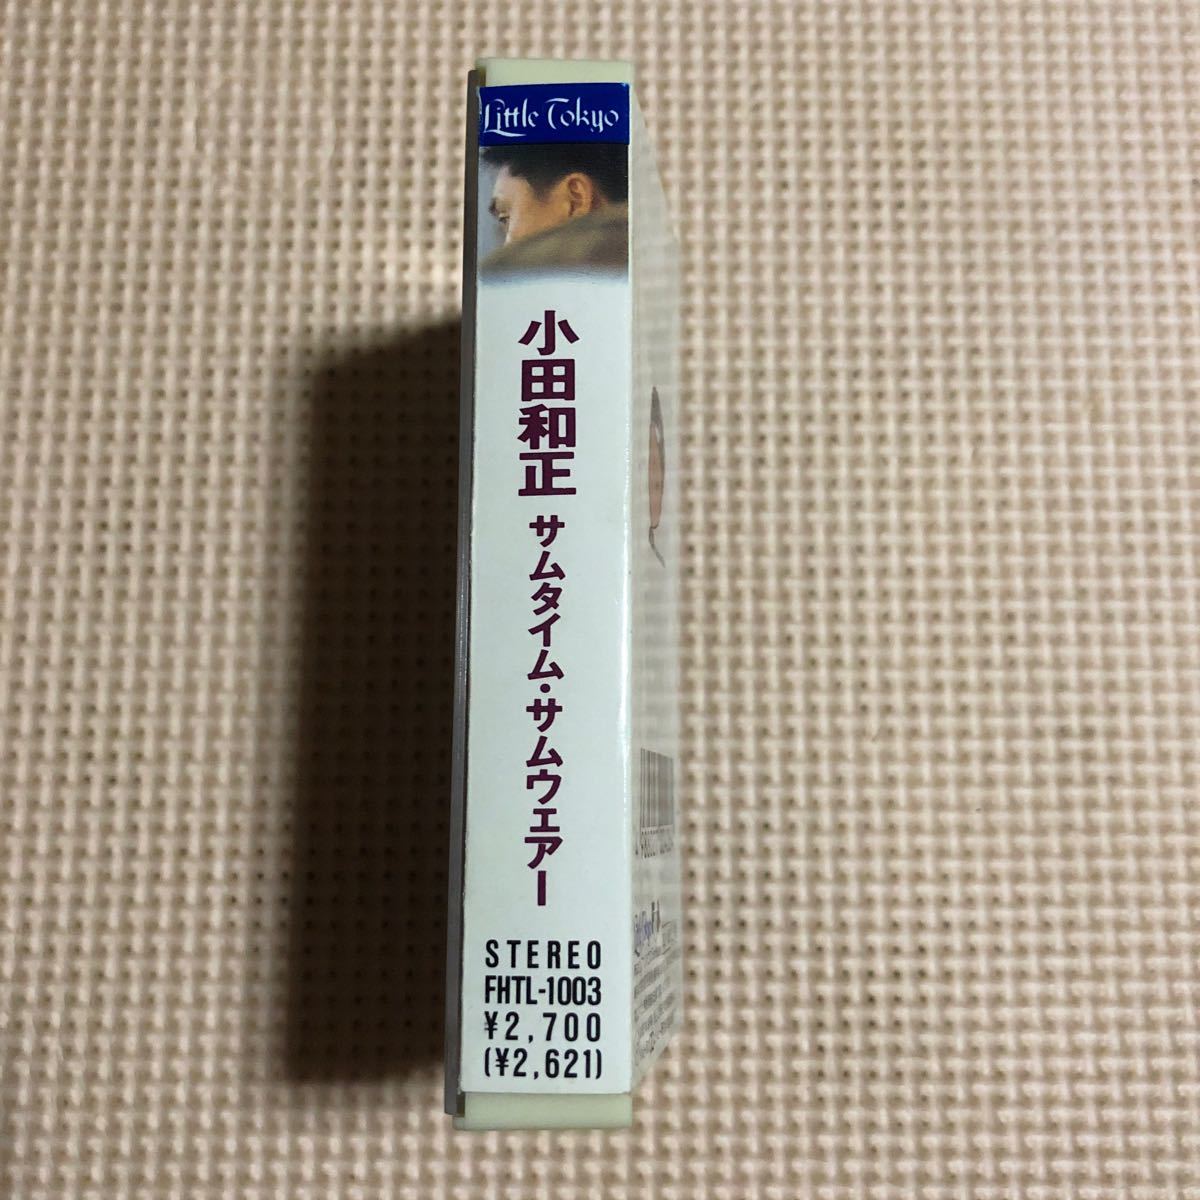 Little Tokyo
小田和正 サムタイム・サムウェアー
STEREO
FHTL-1003
¥2,700
(¥2,621)